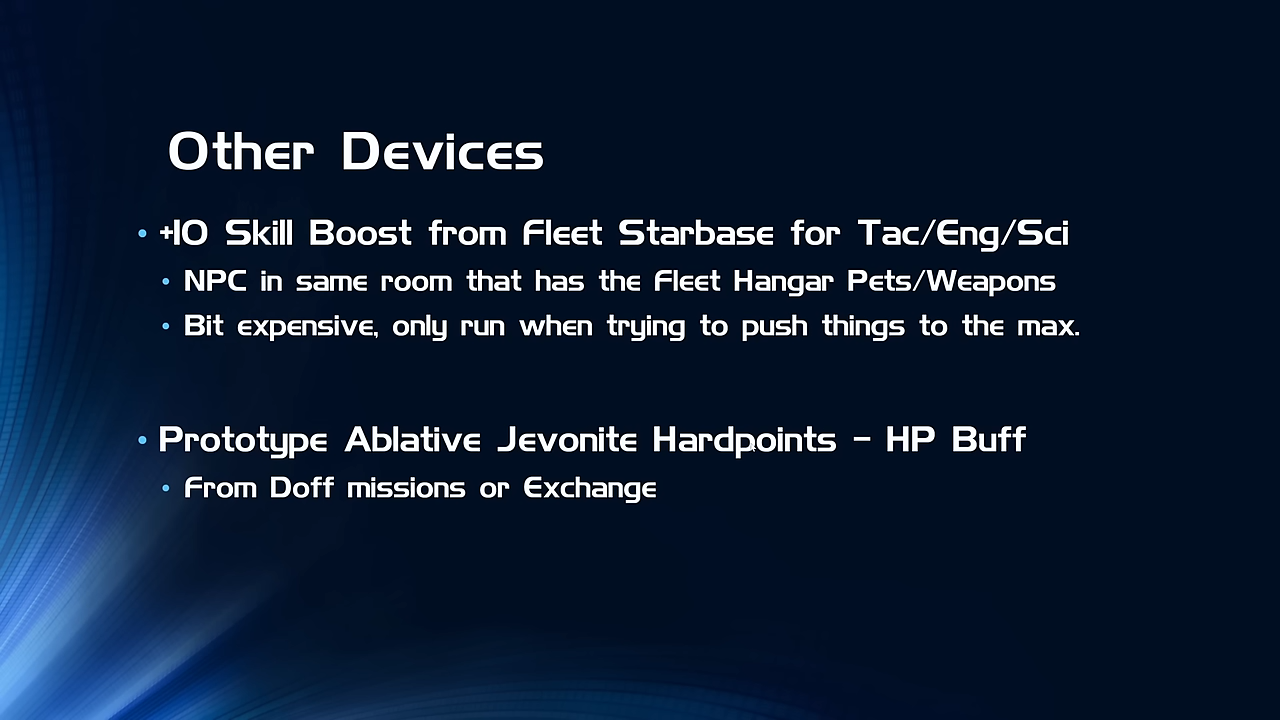 Other Devices
• +10 Skill Boost from Fleet Starbase for Tac/Eng/Sci
• NPC in same room that has the Fleet Hangar Pets/Weapons
• Bit expensive, only run when trying to push things to the max.
• Prototype Ablative Jevonite Hardpoints - HP Buff
• From Doff missions or Exchange